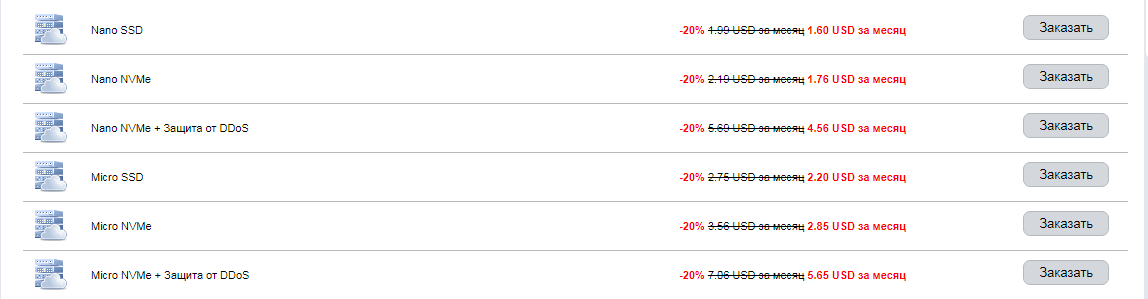 Nano SSD -20% 1.99 USD за месяц 1.60 USD за месяц Заказать
Nano NVMe -20% 2.19 USD за месяц 1.76 USD за месяц Заказать
Nano NVMe + Защита от DDoS -20% 5.69 USD за месяц 4.56 USD за месяц Заказать
Micro SSD -20% 2.75 USD за месяц 2.20 USD за месяц Заказать
Micro NVMe -20% 3.56 USD за месяц 2.85 USD за месяц Заказать
Micro NVMe + Защита от DDoS -20% 7.06 USD за месяц 5.65 USD за месяц Заказать